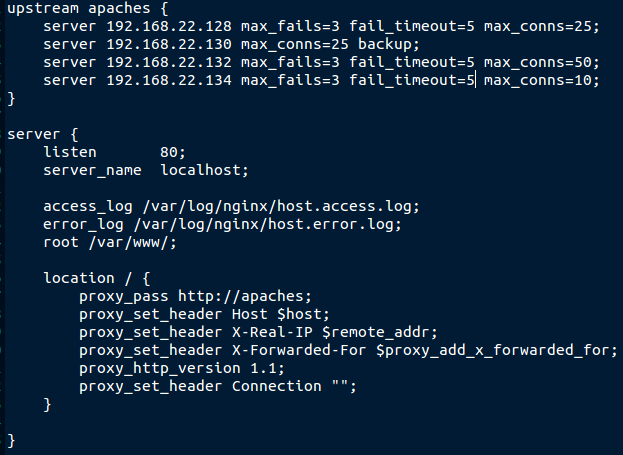 upstream apaches {
    server 192.168.22.128 max_fails=3 fail_timeout=5 max_conns=25;
    server 192.168.22.130 max_conns=25 backup;
    server 192.168.22.132 max_fails=3 fail_timeout=5 max_conns=50;
    server 192.168.22.134 max_fails=3 fail_timeout=5 max_conns=10;
}

server {
    listen       80;
    server_name  localhost;

    access_log /var/log/nginx/host.access.log;
    error_log /var/log/nginx/host.error.log;
    root /var/www/;

    location / {
        proxy_pass http://apaches;
        proxy_set_header Host $host;
        proxy_set_header X-Real-IP $remote_addr;
        proxy_set_header X-Forwarded-For $proxy_add_x_forwarded_for;
        proxy_http_version 1.1;
        proxy_set_header Connection "";
    }

}